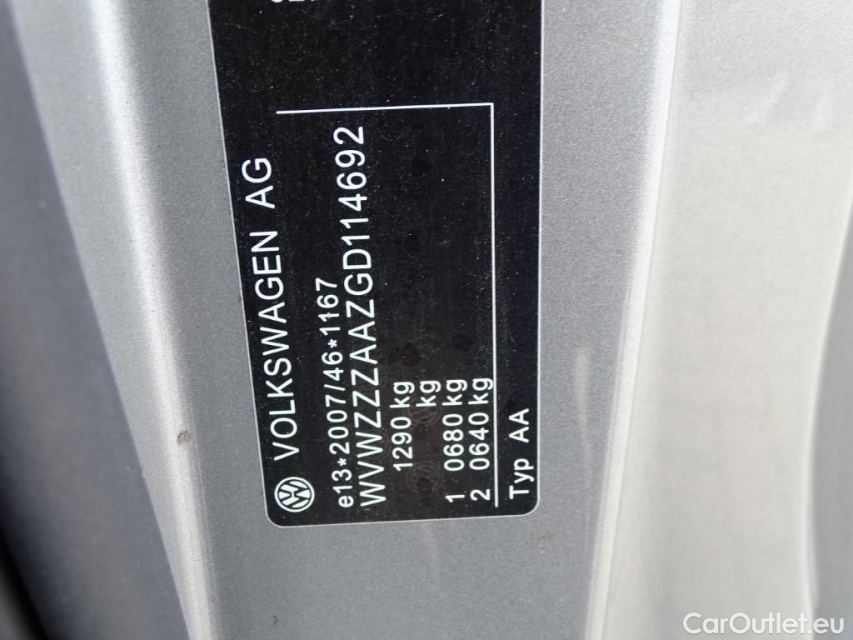 VOLKSWAGEN AG
e13*2007/46*1167
WVWZZZAAZGD114692
1290 kg
kg
1 0680 kg
2 0640 kg
Typ AA
CarOutlet.eu